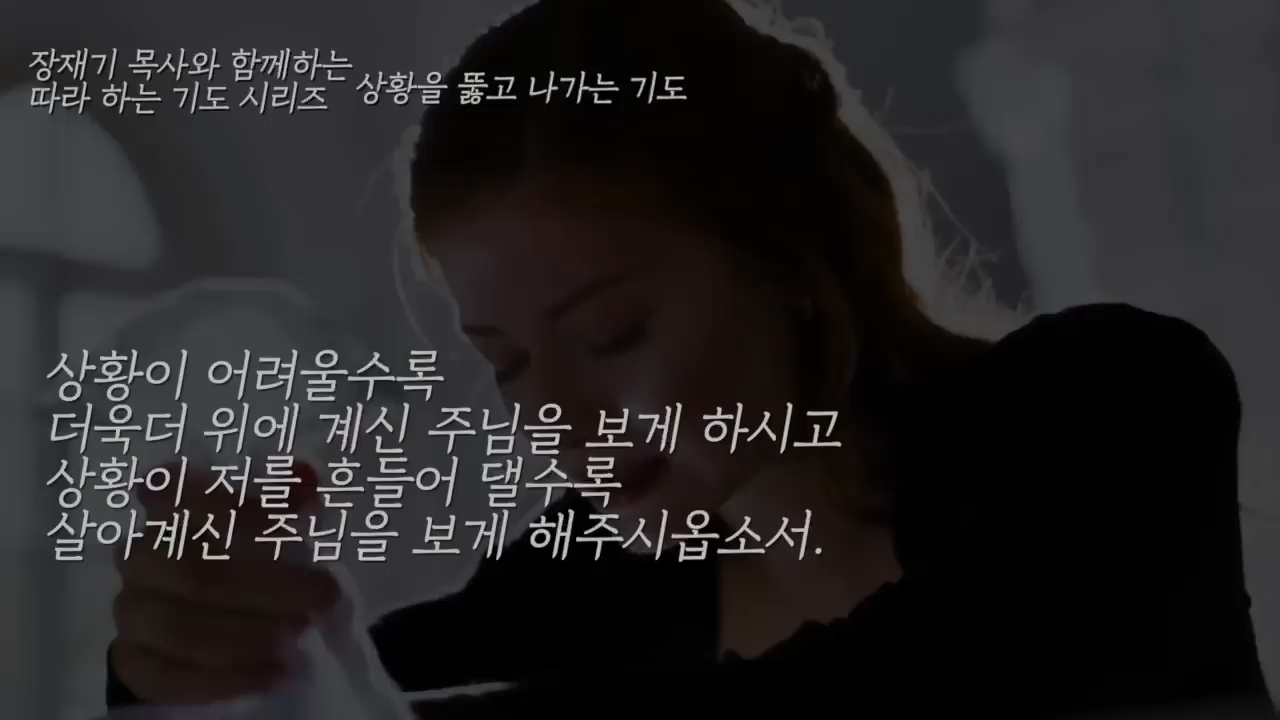 장재기 목사와 함께하는
따라 하는 기도 시리즈
상황을 뚫고 나가는 기도
상황이 어려울수록
더욱더 위에 계신 주님을 보게 하시고
상황이 저를 흔들어 댈수록
살아계신 주님을 보게 해주시옵소서.